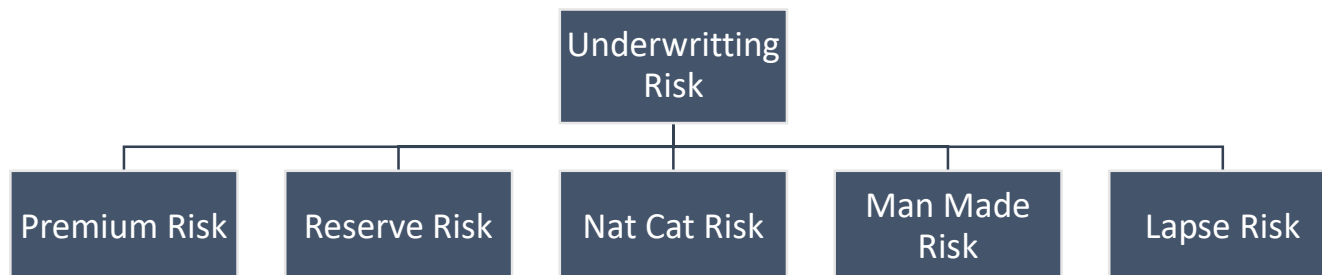 Underwritting
Risk
Premium Risk
Reserve Risk
Nat Cat Risk
Man Made
Risk
Lapse Risk